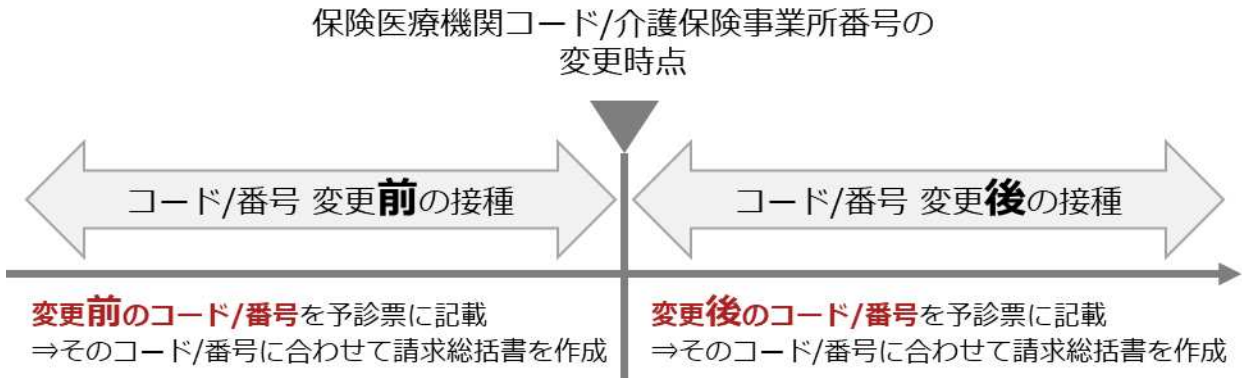 保険医療機関コード/介護保険事業所番号の
変更時点
コード/番号 変更前の接種
コード/番号 変更後の接種
変更前のコード/番号を予診票に記載
⇒そのコード/番号に合わせて請求総括書を作成
変更後のコード/番号を予診票に記載
⇒そのコード/番号に合わせて請求総括書を作成